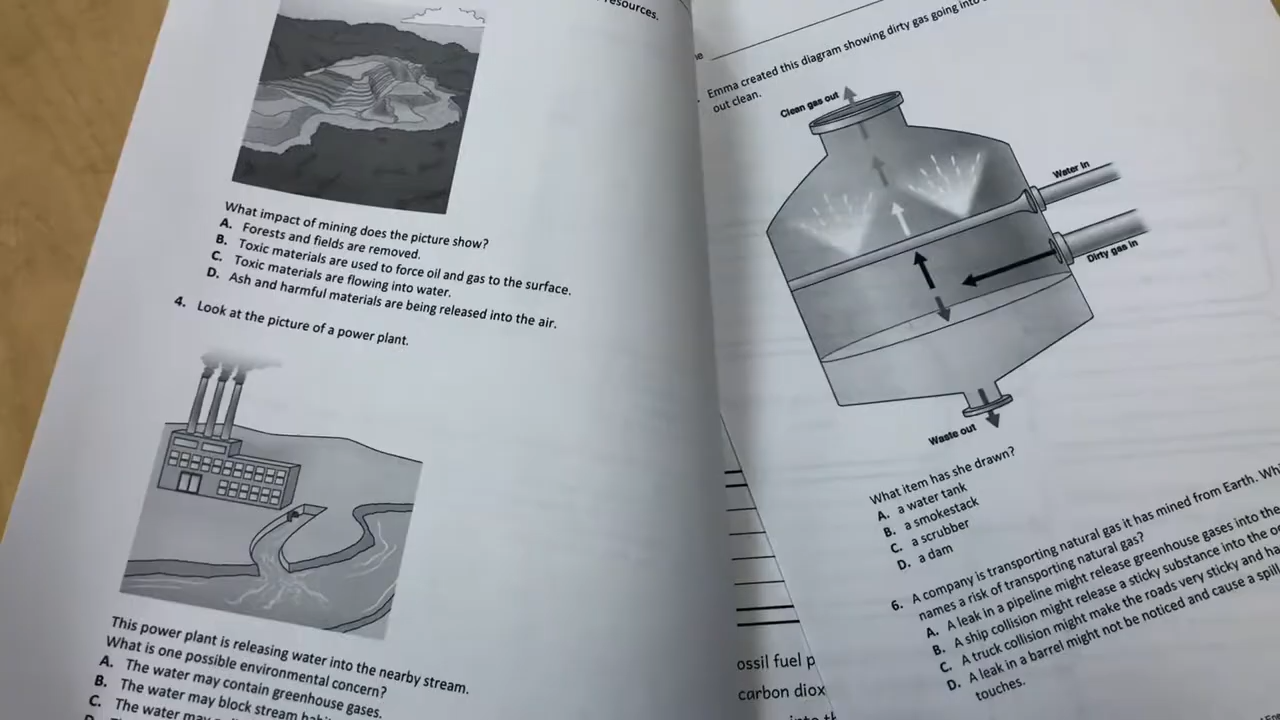 esources.
What impact of mining does the picture show?
A. Forests and fields are removed.
B. Toxic materials are used to force oil and gas to the surface.
C. Toxic materials are flowing into water.
D. Ash and harmful materials are being released into the air.
4. Look at the picture of a power plant.
This power plant is releasing water into the nearby stream.
What is one possible environmental concern?
A. The water may contain greenhouse gases.
B. The water may block stream
C. The water may
Emma created this diagram showing dirty gas going into
out clean.
Clean gas out
Water in
Dirty gas in
Waste out
What item has she drawn?
A. a water tank
B. a smokestack
C. a scrubber
D. a dam
6. A company is transporting natural gas it has mined from Earth.
names a risk of transporting natural gas?
A. A leak in a pipeline might release greenhouse gases into the
B. A ship collision might release a sticky substance into the
C. A truck collision might make the roads very sticky and
D. A leak in a barrel might not be noticed and cause a spill
touches.
ossil fuel p
carbon diox